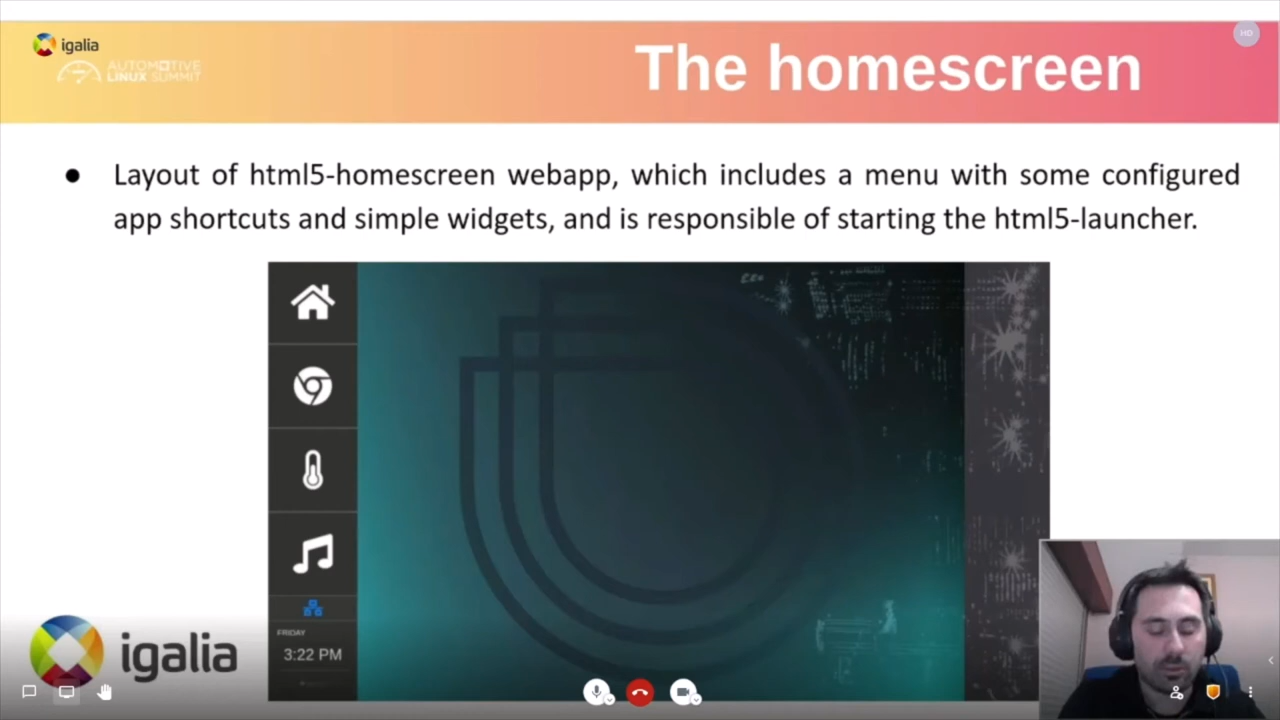 igalia
AUTOMOTIVE
LINUX SUMMIT
The homescreen
HD
● Layout of html5-homescreen webapp, which includes a menu with some configured
app shortcuts and simple widgets, and is responsible of starting the html5-launcher.
FRIDAY
3:22 PM
igalia